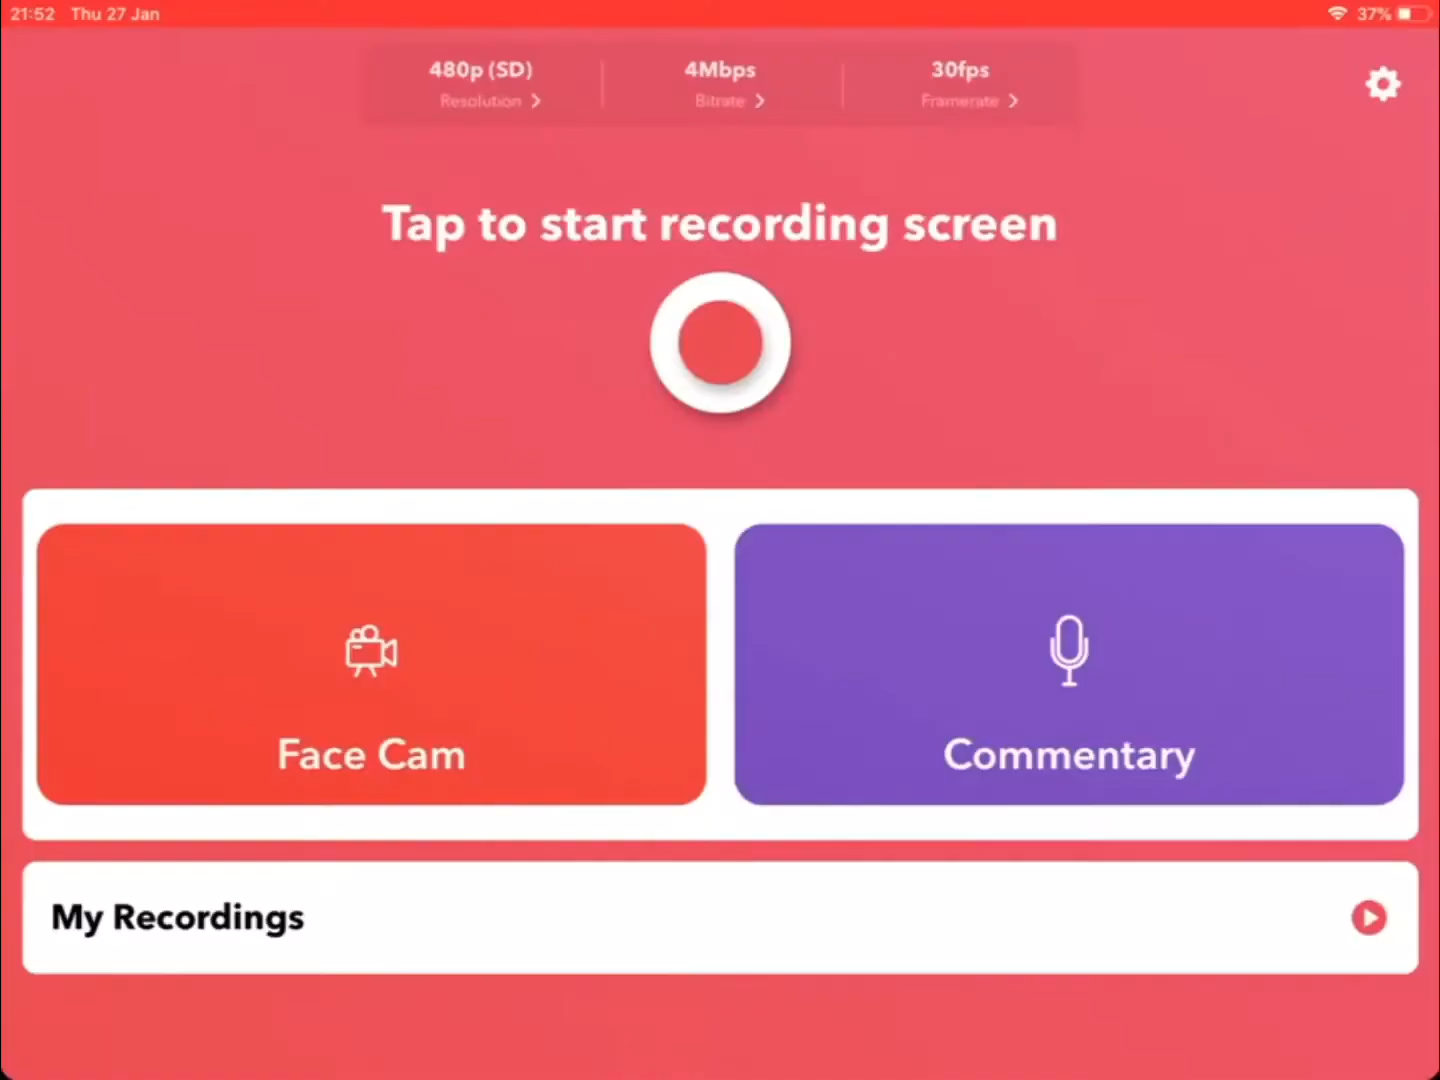 21:52 Thu 27 Jan
37%
480p (SD)
Resolution
4Mbps
Bitrate
30fps
Framerate
Tap to start recording screen
Face Cam
Commentary
My Recordings